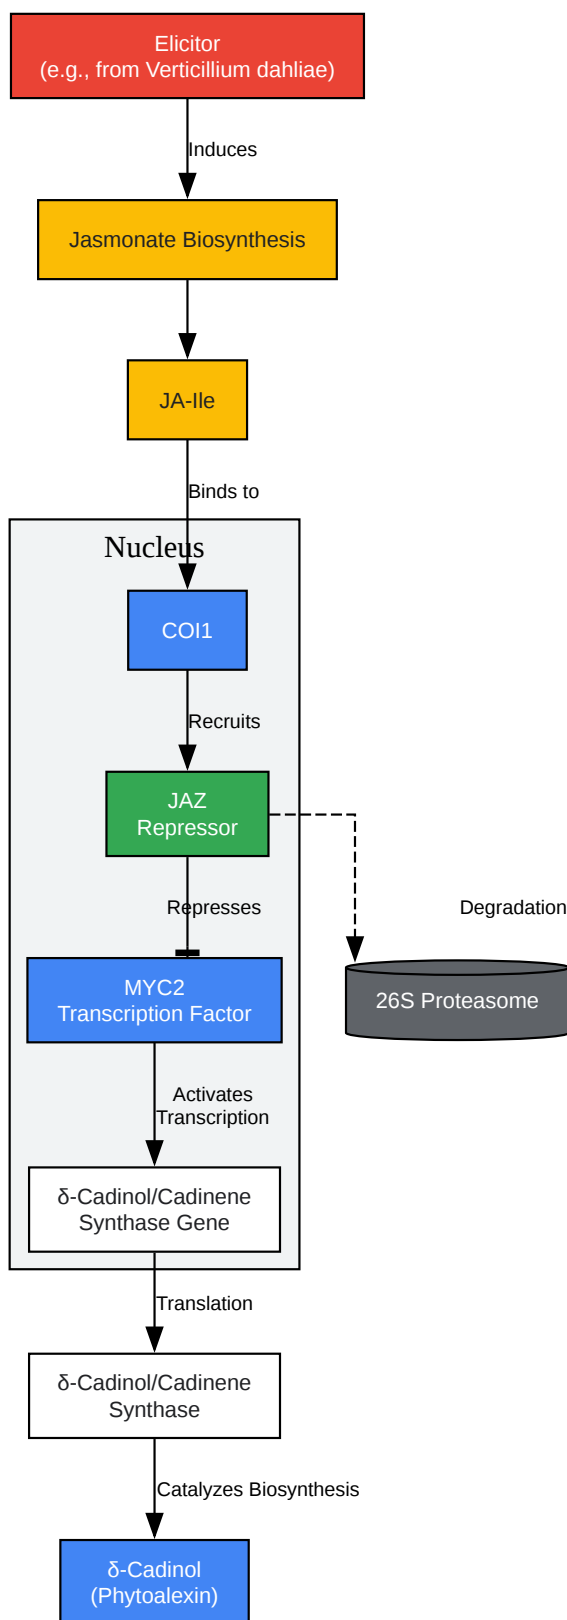 Elicitor
(e.g., from Verticillium dahliae)
Induces
Jasmonate Biosynthesis
JA-Ile
Binds to
Nucleus
COI1
Recruits
JAZ
Repressor
Represses
Degradation
MYC2
Transcription Factor
26S Proteasome
Activates
Transcription
δ-Cadinol/Cadinene
Synthase Gene
Translation
δ-Cadinol/Cadinene
Synthase
Catalyzes Biosynthesis
δ-Cadinol
(Phytoalexin)